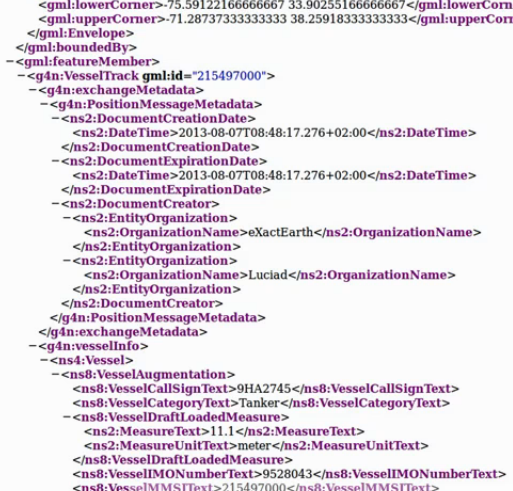 <gml:lowerCorner>-75.59122166666667 33.90255166666667</gml:lowerCorner>
<gml:upperCorner>-71.28737333333333 38.25918333333333</gml:upperCorr
</gml:Envelope>
</gml:boundedBy>
−<gml:featureMember>
−<g4n:VesselTrack gml:id="215497000">
−<g4n:exchangeMetadata>
−<g4n:PositionMessageMetadata>
−<ns2:DocumentCreationDate>
<ns2:DateTime>2013-08-07T08:48:17.276+02:00</ns2:DateTime>
</ns2:DocumentCreationDate>
−<ns2:DocumentExpirationDate>
<ns2:DateTime>2013-08-07T08:48:17.276+02:00</ns2:DateTime>
</ns2:DocumentExpirationDate>
−<ns2:DocumentCreator>
−<ns2:EntityOrganization>
<ns2:OrganizationName>eXactEarth</ns2:OrganizationName>
</ns2:EntityOrganization>
−<ns2:EntityOrganization>
<ns2:OrganizationName>Luciad</ns2:OrganizationName>
</ns2:EntityOrganization>
</ns2:DocumentCreator>
</g4n:PositionMessageMetadata>
</g4n:exchangeMetadata>
−<g4n:vesselInfo>
−<ns4:Vessel>
−<ns8:VesselAugmentation>
<ns8:VesselCallSignText>9HA2745</ns8:VesselCallSignText>
<ns8:VesselCategoryText>Tanker</ns8:VesselCategoryText>
−<ns8:VesselDraftLoadedMeasure>
<ns2:MeasureText>11.1</ns2:MeasureText>
<ns2:MeasureUnitText>meter</ns2:MeasureUnitText>
</ns8:VesselDraftLoadedMeasure>
<ns8:VesselIMONumberText>9528043</ns8:VesselIMONumberText>
<ns8:VesselMMSIText>215497000</ns8:VesselMMSIText>